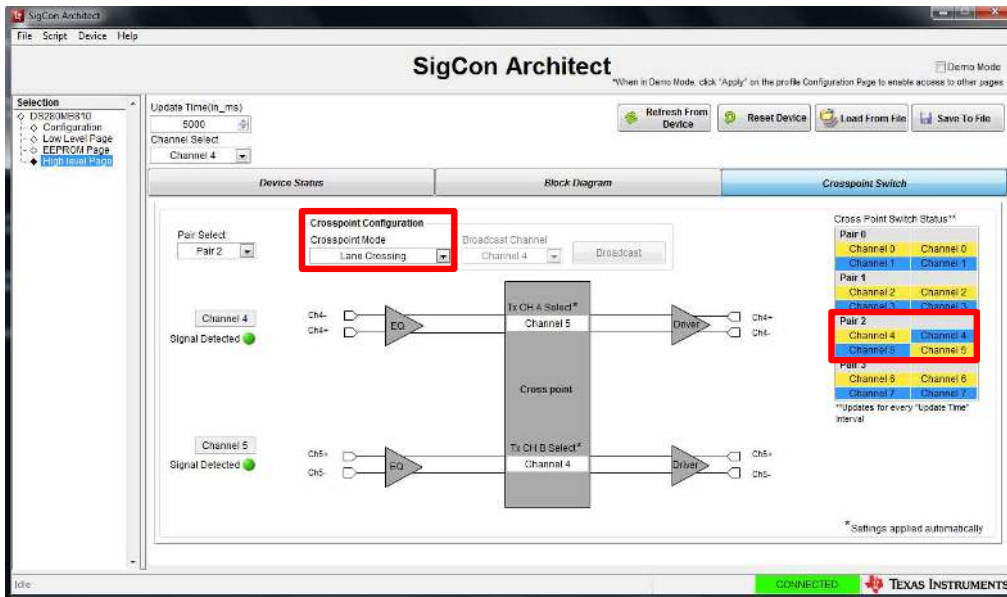 SigCon Architect
File Script Device Help
SigCon Architect
Demo Mode
*When in Demo Mode, click "Apply" on the profile Configuration Page to enable access to other pages
Selection
DS280MB810
Configuration
Low Level Page
EEPROM Page
High level Page
Update Time(in_ms)
5000
Channel Select
Channel 4
Refresh From Device
Reset Device
Load From File
Save To File
Device Status
Block Diagram
Crosspoint Switch
Pair Select
Pair 2
Crosspoint Configuration
Crosspoint Mode
Lane Crossing
Broadcast Channel
Channel 4
Broadcast
Cross Point Switch Status**
Pair 0
Channel 0 Channel 0
Channel 1 Channel 1
Pair 1
Channel 2 Channel 2
Channel 3 Channel 3
Pair 2
Channel 4 Channel 4
Channel 5 Channel 5
Pair 3
Channel 6 Channel 6
Channel 7 Channel 7
**Updates for every "Update Time" interval
Channel 4
Signal Detected
Ch4-
Ch4+
EQ
Tx CH A Select*
Channel 5
Driver
Ch4+
Ch4-
Cross point
Channel 5
Signal Detected
Ch5+
Ch5-
EQ
Tx CH B Select*
Channel 4
Driver
Ch5+
Ch5-
*Settings applied automatically
Idle
CONNECTED
TEXAS INSTRUMENTS